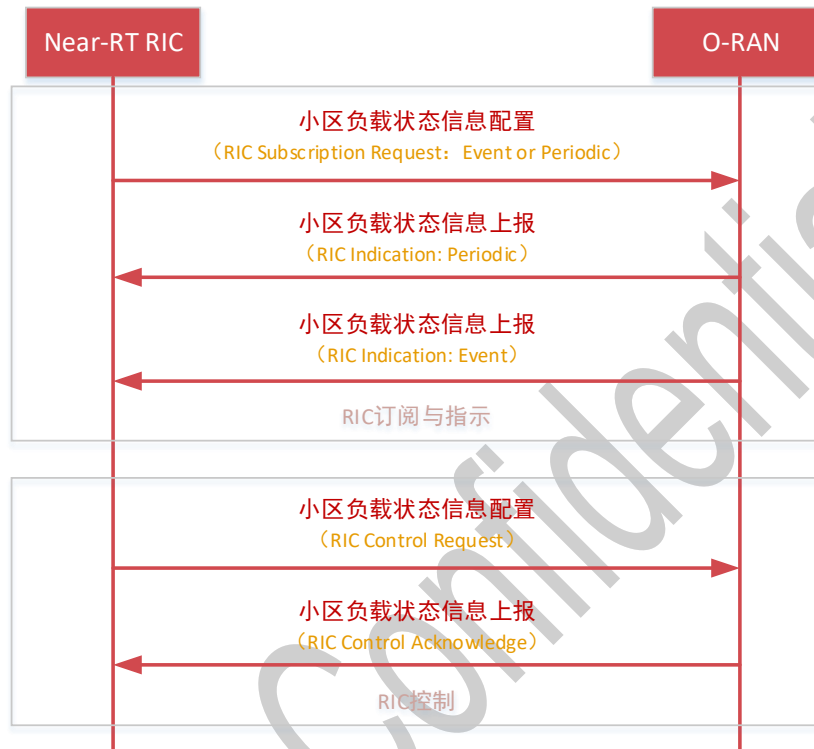 Near-RT RIC
O-RAN
小区负载状态信息配置
（RIC Subscription Request：Event or Periodic）
小区负载状态信息上报
（RIC Indication: Periodic）
小区负载状态信息上报
（RIC Indication: Event）
RIC订阅与指示
小区负载状态信息配置
（RIC Control Request）
小区负载状态信息上报
（RIC Control Acknowledge）
RIC控制
Confidential